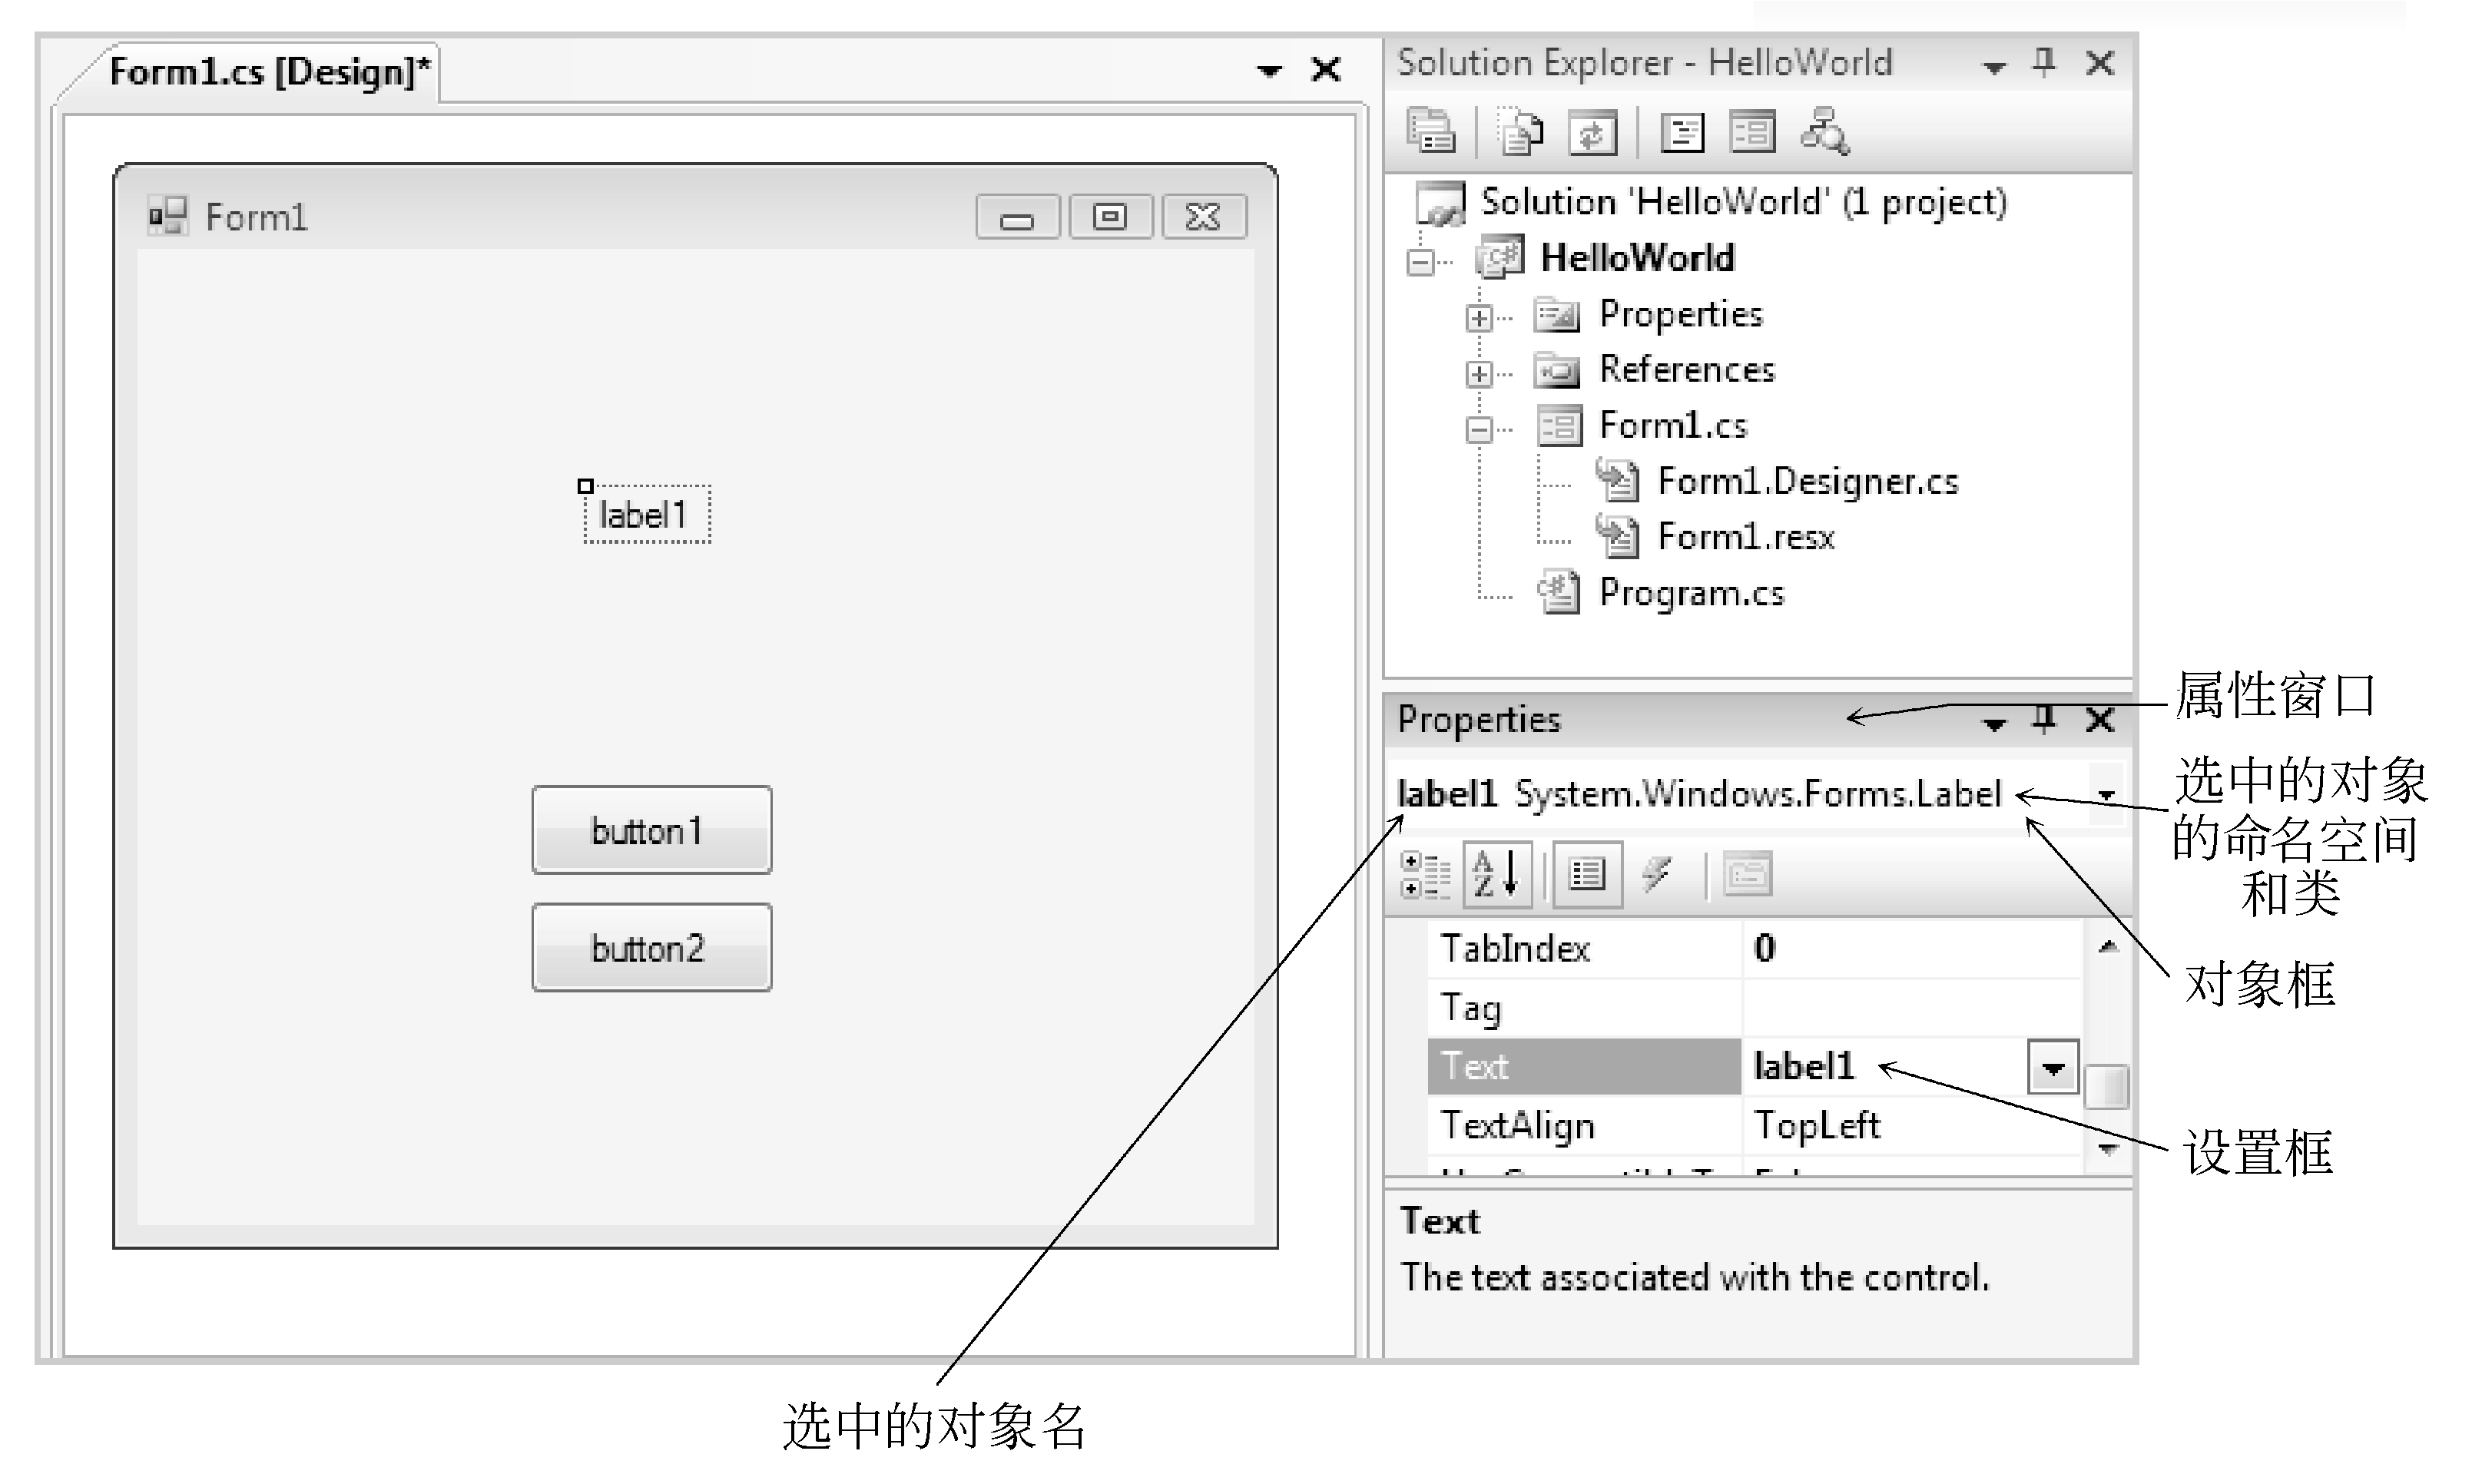 Form1.cs [Design]*
Form1
label1
button1
button2
Solution Explorer - HelloWorld
Solution 'HelloWorld' (1 project)
HelloWorld
Properties
References
Form1.cs
Form1.Designer.cs
Form1.resx
Program.cs
Properties
label1 System.Windows.Forms.Label
TabIndex 0
Tag
Text label1
TextAlign TopLeft
Text
The text associated with the control.
属性窗口
选中的对象
的命名空间
和类
对象框
设置框
选中的对象名